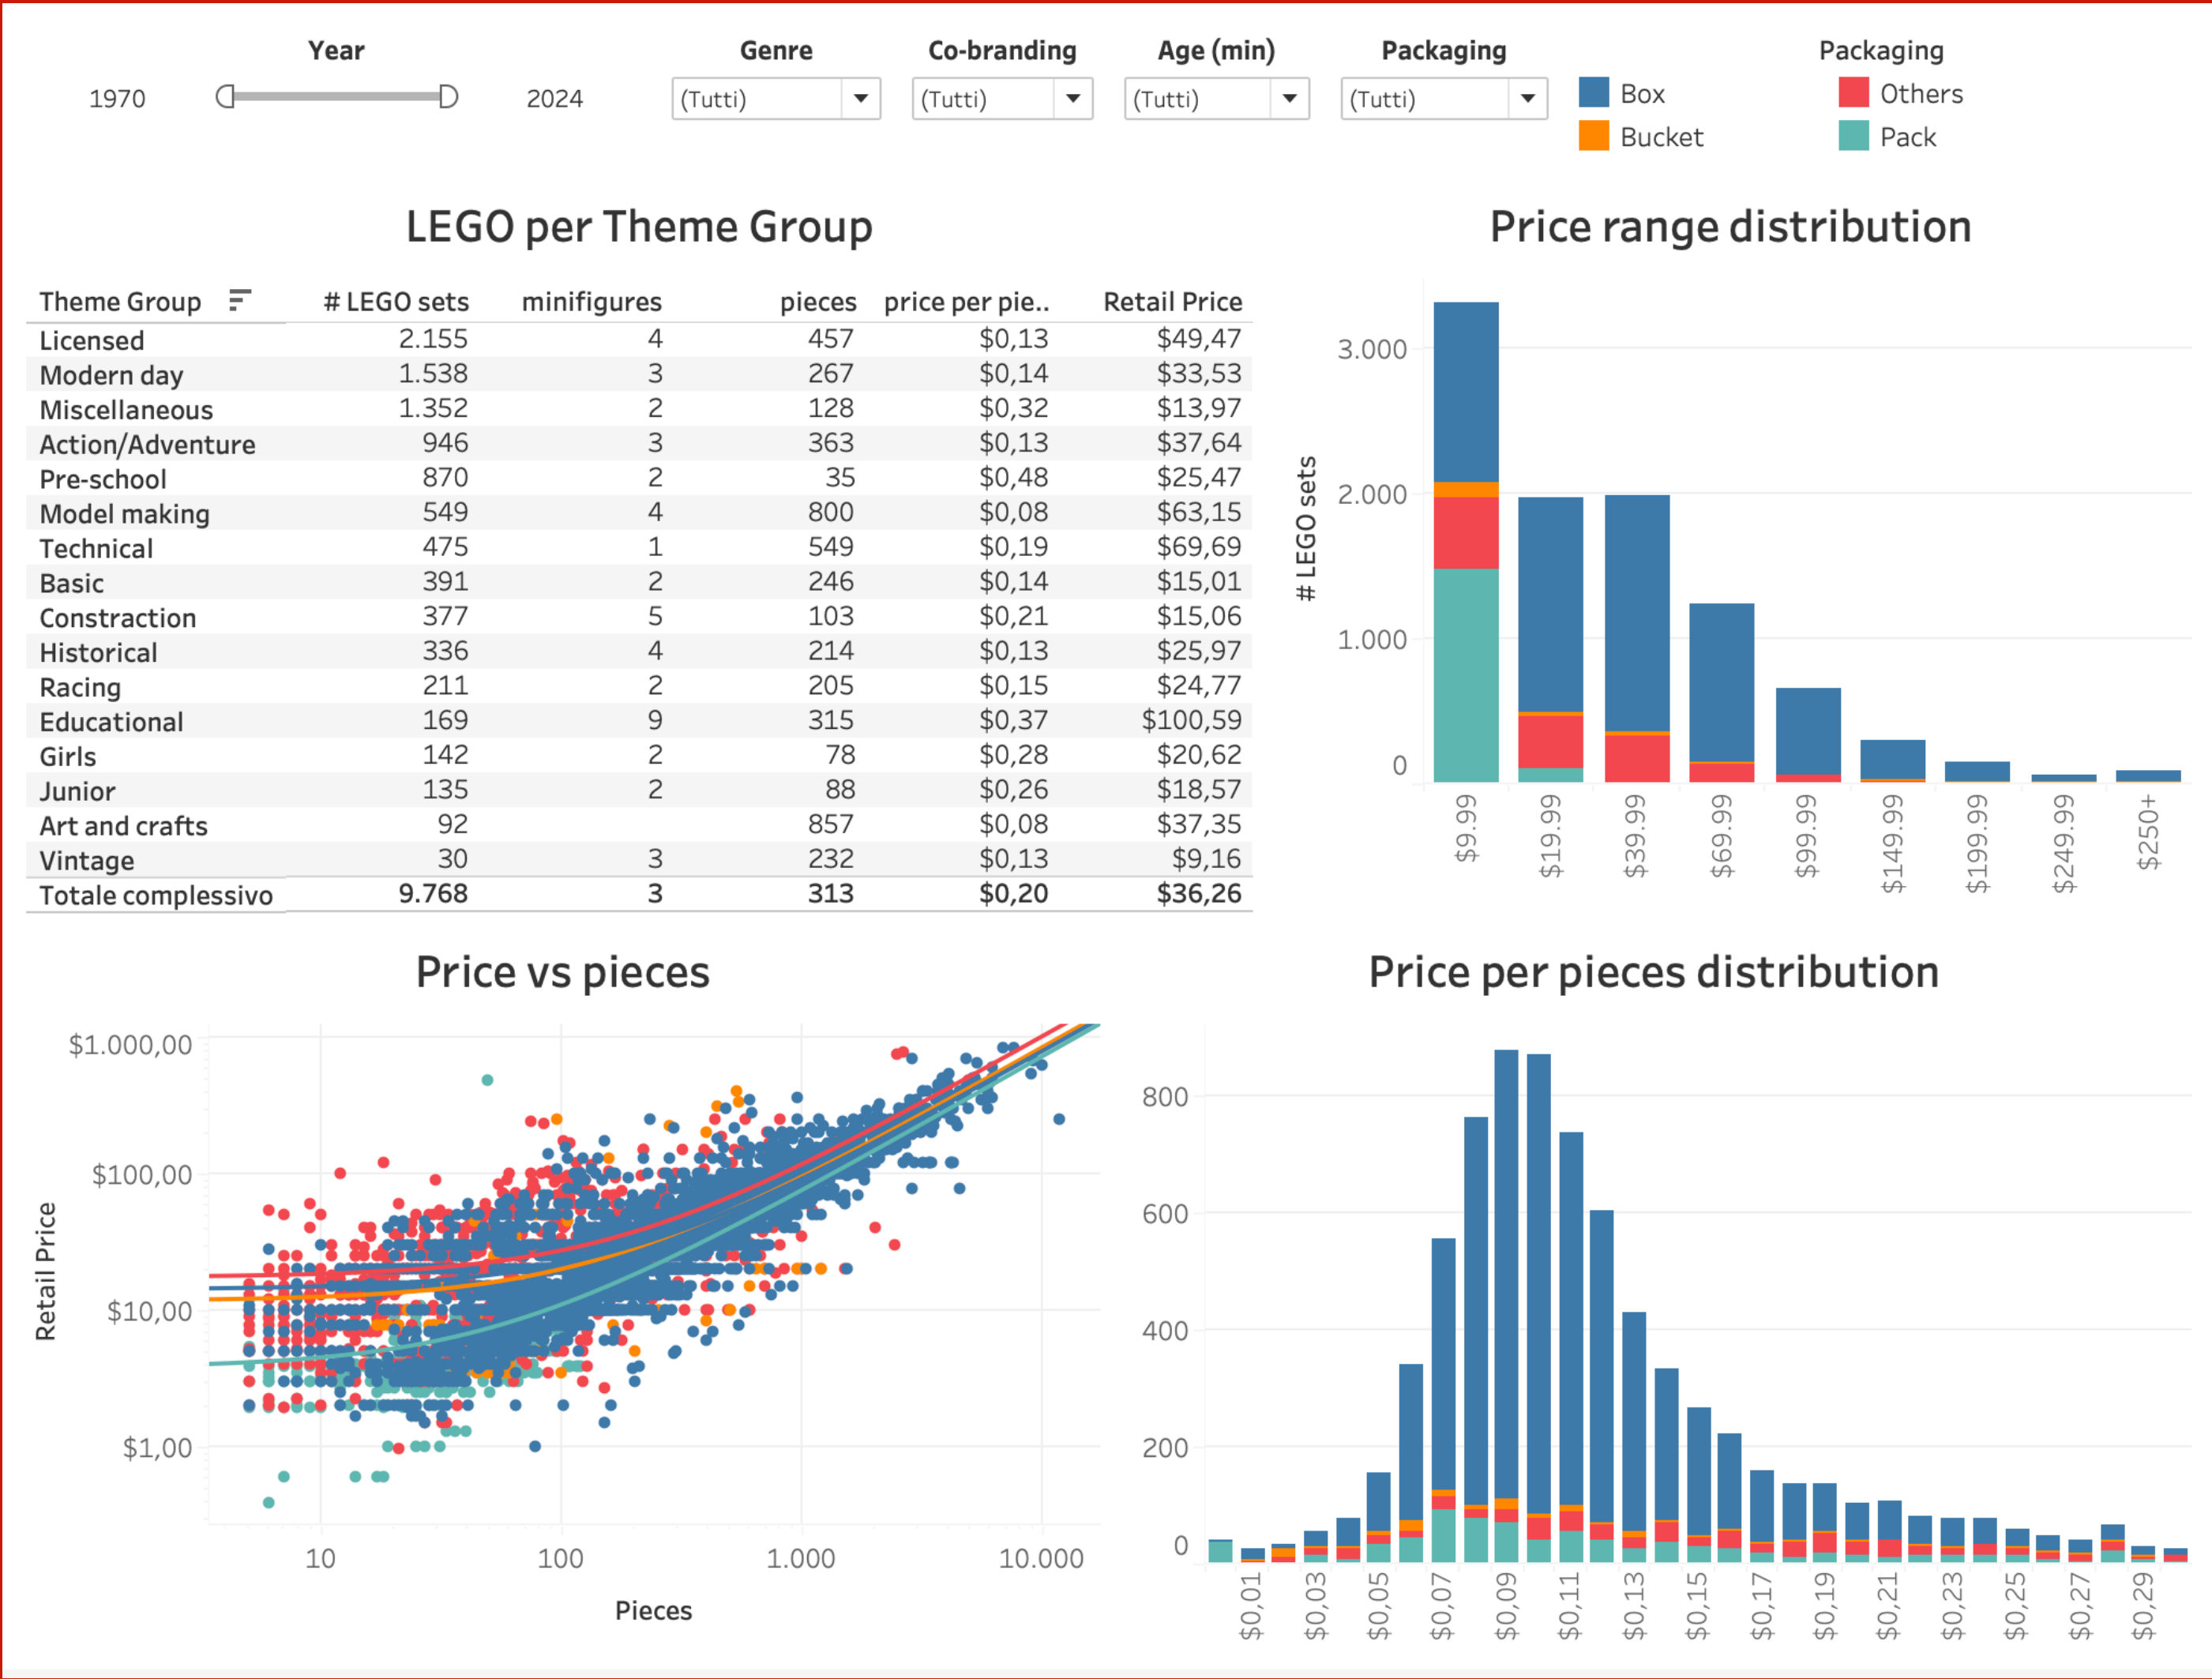 Year Genre Co-branding Age (min) Packaging Packaging
1970 2024 (Tutti) (Tutti) (Tutti) (Tutti) Box Others
Bucket Pack
LEGO per Theme Group
Theme Group # LEGO sets minifigures pieces price per pie.. Retail Price
Licensed 2.155 4 457 $0,13 $49,47
Modern day 1.538 3 267 $0,14 $33,53
Miscellaneous 1.352 2 128 $0,32 $13,97
Action/Adventure 946 3 363 $0,13 $37,64
Pre-school 870 2 35 $0,48 $25,47
Model making 549 4 800 $0,08 $63,15
Technical 475 1 549 $0,19 $69,69
Basic 391 2 246 $0,14 $15,01
Constraction 377 5 103 $0,21 $15,06
Historical 336 4 214 $0,13 $25,97
Racing 211 2 205 $0,15 $24,77
Educational 169 9 315 $0,37 $100,59
Girls 142 2 78 $0,28 $20,62
Junior 135 2 88 $0,26 $18,57
Art and crafts 92 857 $0,08 $37,35
Vintage 30 3 232 $0,13 $9,16
Totale complessivo 9.768 3 313 $0,20 $36,26
Price range distribution
# LEGO sets
3.000
2.000
1.000
0
$9.99 $19.99 $39.99 $69.99 $99.99 $149.99 $199.99 $249.99 $250+
Price vs pieces
Retail Price
$1.000,00
$100,00
$10,00
$1,00
10 100 1.000 10.000
Pieces
Price per pieces distribution
800
600
400
200
0
$0,01 $0,03 $0,05 $0,07 $0,09 $0,11 $0,13 $0,15 $0,17 $0,19 $0,21 $0,23 $0,25 $0,27 $0,29